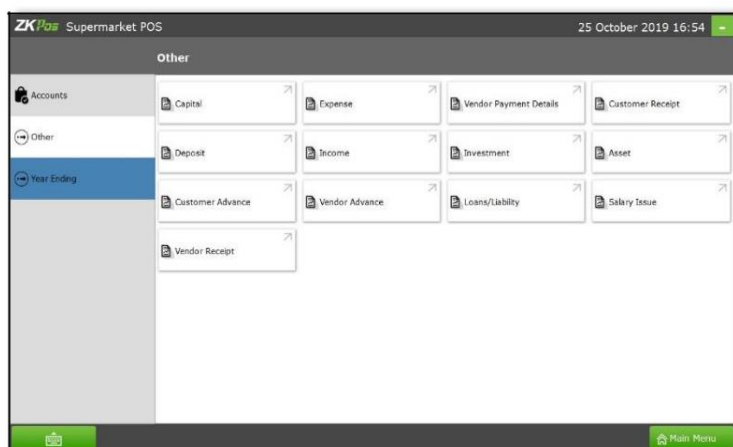 ZKPos Supermarket POS
25 October 2019 16:54
Other
Accounts
Other
Year Ending
Capital
Expense
Vendor Payment Details
Customer Receipt
Deposit
Income
Investment
Asset
Customer Advance
Vendor Advance
Loans/Liability
Salary Issue
Vendor Receipt
Main Menu